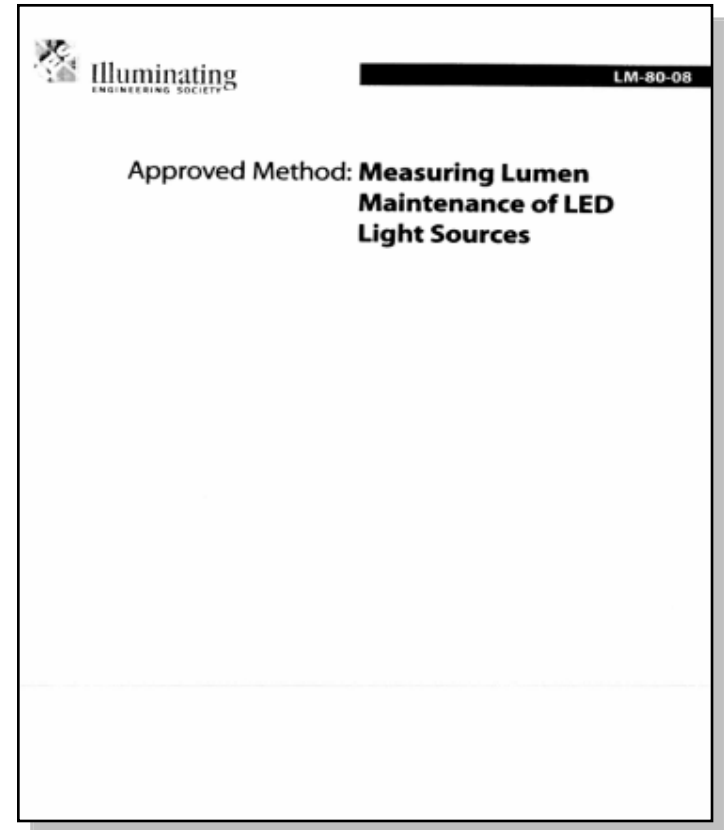 Illuminating
ENGINEERING SOCIETY
LM-80-08
Approved Method: Measuring Lumen
Maintenance of LED
Light Sources